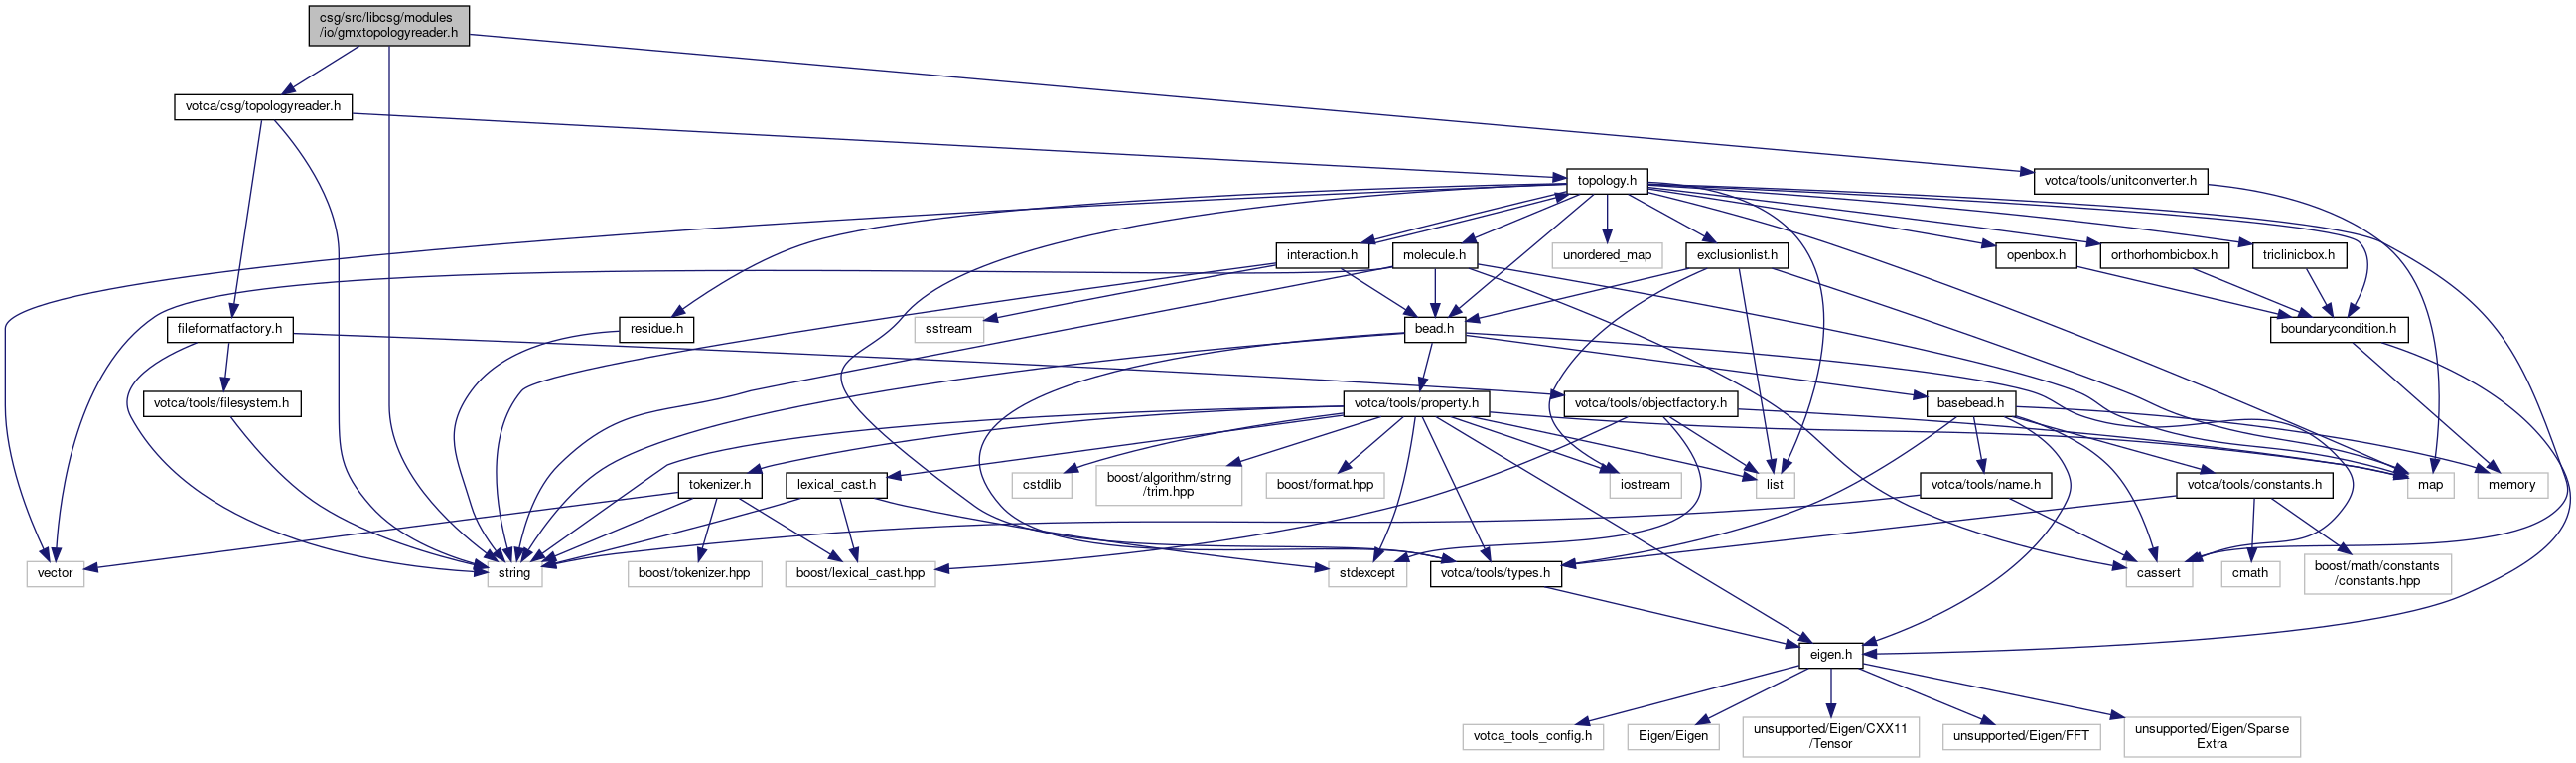 csg/src/libcsg/modules
/io/gmxtopologyreader.h
votca/csg/topologyreader.h
topology.h
votca/tools/unitconverter.h
interaction.h
molecule.h
unordered_map
exclusionlist.h
openbox.h
orthorhombicbox.h
triclinicbox.h
fileformatfactory.h
residue.h
sstream
bead.h
boundarycondition.h
votca/tools/filesystem.h
votca/tools/property.h
votca/tools/objectfactory.h
basebead.h
tokenizer.h
lexical_cast.h
cstdlib
boost/algorithm/string
/trim.hpp
boost/format.hpp
iostream
list
votca/tools/name.h
votca/tools/constants.h
map
memory
vector
string
boost/tokenizer.hpp
boost/lexical_cast.hpp
stdexcept
votca/tools/types.h
cassert
cmath
boost/math/constants
/constants.hpp
eigen.h
votca_tools_config.h
Eigen/Eigen
unsupported/Eigen/CXX11
/Tensor
unsupported/Eigen/FFT
unsupported/Eigen/Sparse
Extra